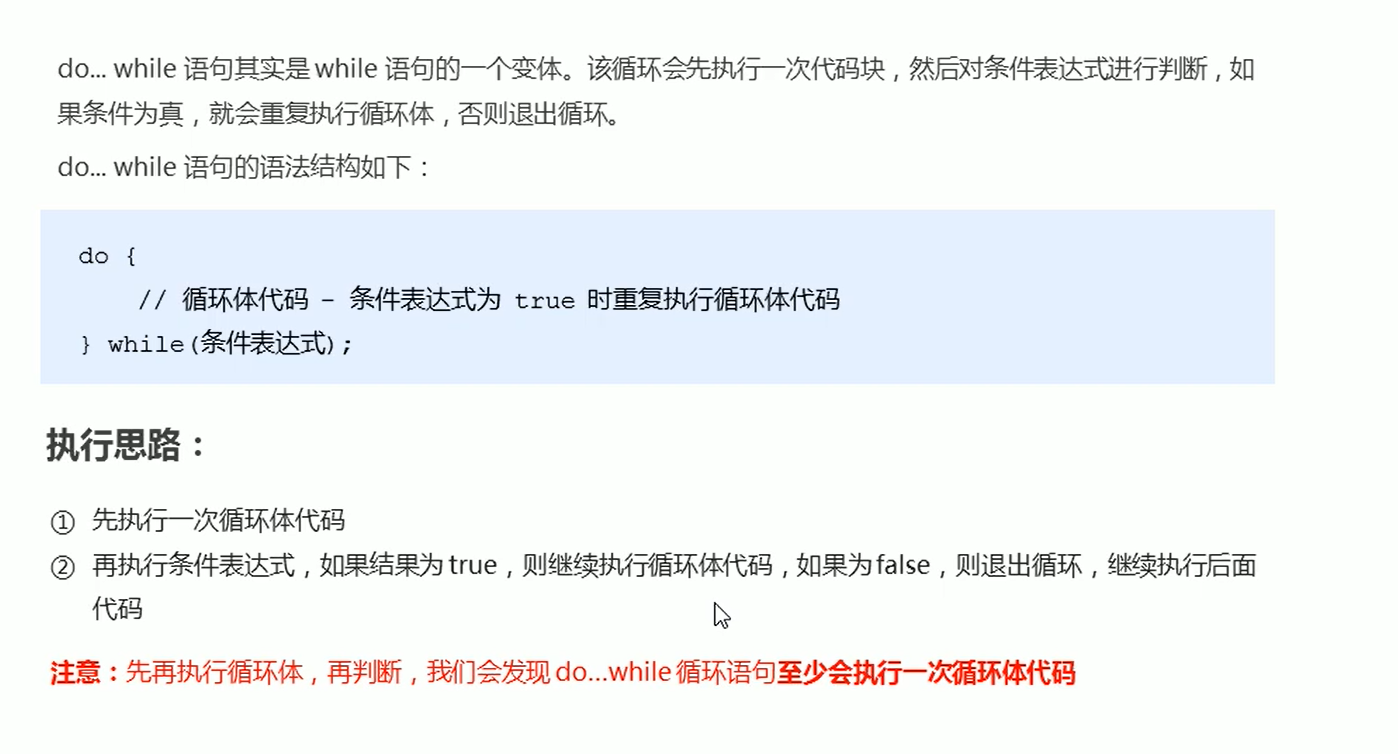 do... while 语句其实是 while 语句的一个变体。该循环会先执行一次代码块，然后对条件表达式进行判断，如
果条件为真，就会重复执行循环体，否则退出循环。
do... while 语句的语法结构如下：
do {
    // 循环体代码 - 条件表达式为 true 时重复执行循环体代码
} while(条件表达式);
执行思路：
① 先执行一次循环体代码
② 再执行条件表达式，如果结果为 true，则继续执行循环体代码，如果为 false，则退出循环，继续执行后面
代码
注意：先再执行循环体，再判断，我们会发现 do...while 循环语句至少会执行一次循环体代码